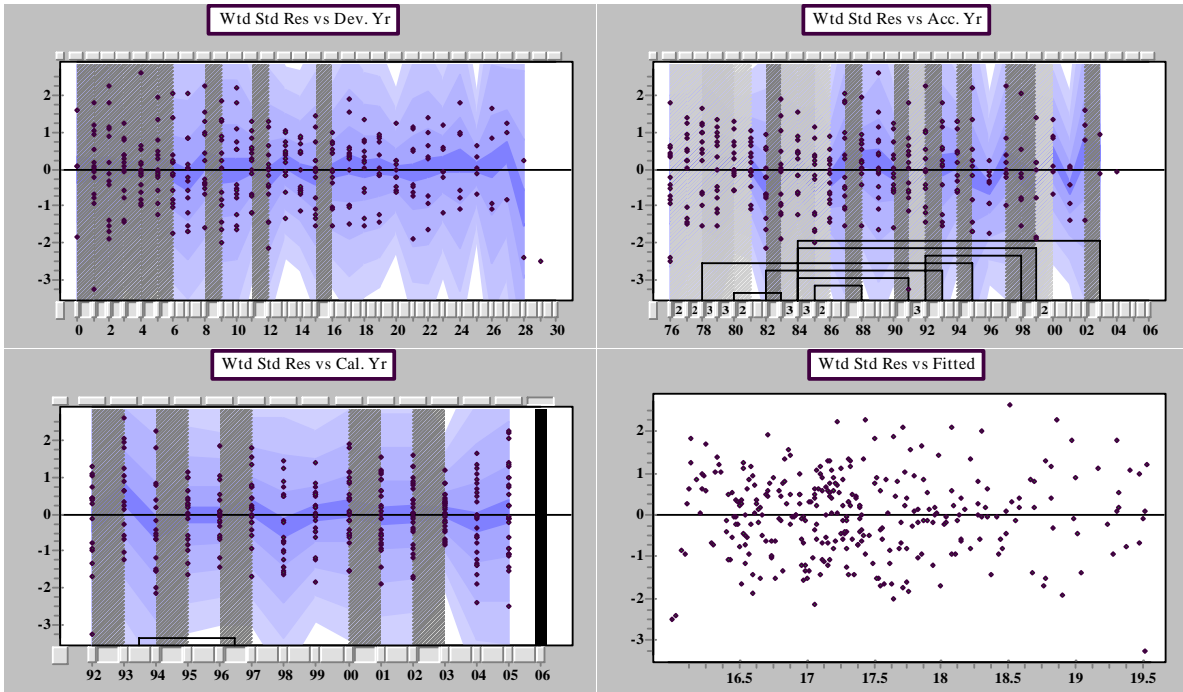 Wtd Std Res vs Dev. Yr
2
1
0
-1
-2
-3
0 2 4 6 8 10 12 14 16 18 20 22 24 26 28 30
Wtd Std Res vs Acc. Yr
2
1
0
-1
-2
-3
2 2 3 3 2 3 3 2 3 2
76 78 80 82 84 86 88 90 92 94 96 98 00 02 04 06
Wtd Std Res vs Cal. Yr
2
1
0
-1
-2
-3
92 93 94 95 96 97 98 99 00 01 02 03 04 05 06
Wtd Std Res vs Fitted
2
1
0
-1
-2
-3
16.5 17 17.5 18 18.5 19 19.5